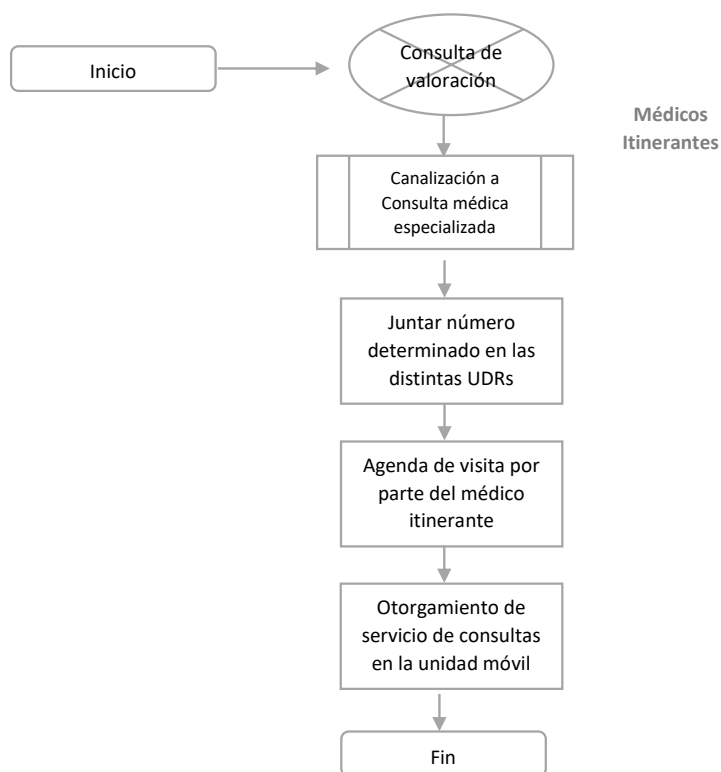 Inicio
Consulta de
valoración
Médicos
Itinerantes
Canalización a
Consulta médica
especializada
Juntar número
determinado en las
distintas UDRs
Agenda de visita por
parte del médico
itinerante
Otorgamiento de
servicio de consultas
en la unidad móvil
Fin